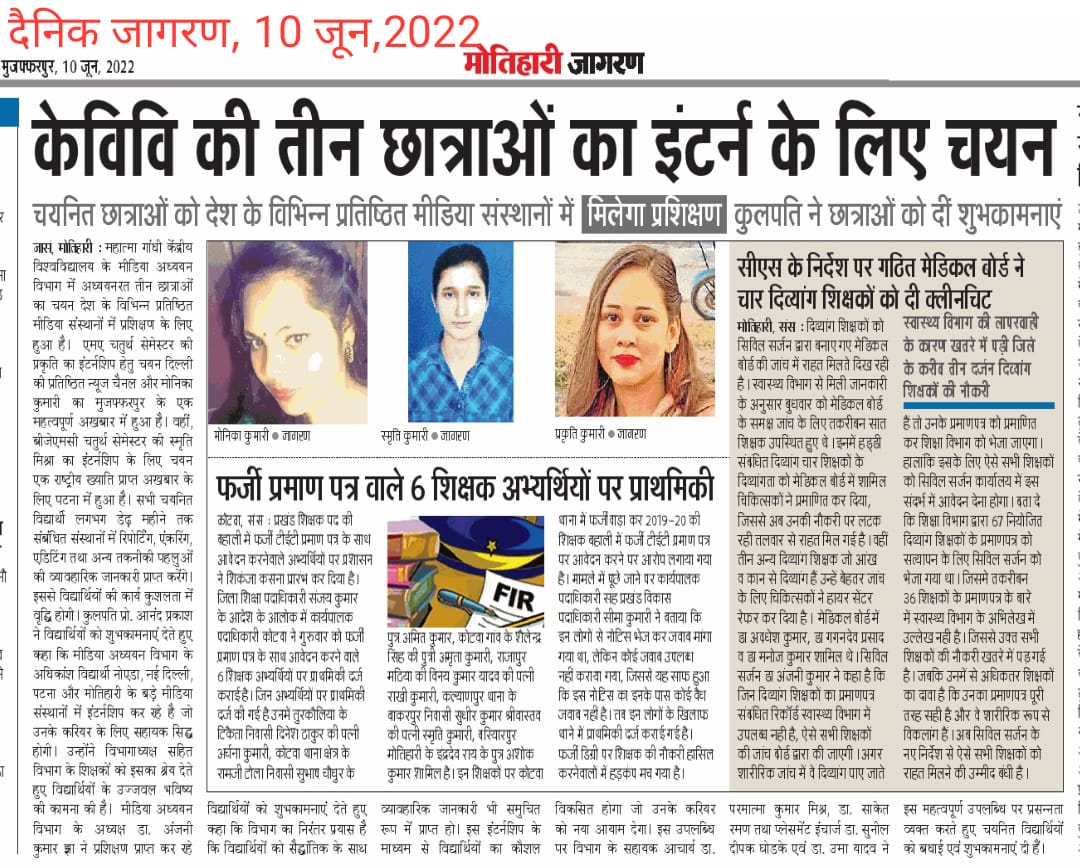 दैनिक जागरण, 10 जून,2022
मुजफ्फरपुर, 10 जून, 2022
मोतिहारी जागरण
केविवि की तीन छात्राओं का इंटर्न के लिए चयन
चयनित छात्राओं को देश के विभिन्न प्रतिष्ठित मीडिया संस्थानों में मिलेगा प्रशिक्षण कुलपति ने छात्राओं को दीं शुभकामनाएं
जासं, मोतिहारी : महात्मा गांधी केंद्रीय
विश्वविद्यालय के मीडिया अध्ययन
विभाग में अध्ययनरत तीन छात्राओं
का चयन देश के विभिन्न प्रतिष्ठित
मीडिया संस्थानों में प्रशिक्षण के लिए
हुआ है। एमए चतुर्थ सेमेस्टर की
प्रकृति का इंटर्नशिप हेतु चयन दिल्ली
की प्रतिष्ठित न्यूज चैनल और मोनिका
कुमारी का मुजफ्फरपुर के एक
महत्वपूर्ण अखबार में हुआ है। वहीं,
बीजेएमसी चतुर्थ सेमेस्टर की स्मृति
मिश्रा का इंटर्नशिप के लिए चयन
एक राष्ट्रीय ख्याति प्राप्त अखबार के
लिए पटना में हुआ है। सभी चयनित
विद्यार्थी लगभग डेढ़ महीने तक
संबंधित संस्थानों में रिपोर्टिंग, एंकरिंग,
एडिटिंग तथा अन्य तकनीकी पहलुओं
की व्यावहारिक जानकारी प्राप्त करेंगे।
इससे विद्यार्थियों की कार्य कुशलता में
वृद्धि होगी। कुलपति प्रो. आनंद प्रकाश
ने विद्यार्थियों को शुभकामनाएं देते हुए
कहा कि मीडिया अध्ययन विभाग के
अधिकांश विद्यार्थी नोएडा, नई दिल्ली,
पटना और मोतिहारी के बड़े मीडिया
संस्थानों में इंटर्नशिप कर रहे है जो
उनके करियर के लिए सहायक सिद्ध
होगी। उन्होंने विभागाध्यक्ष सहित
विभाग के शिक्षकों को इसका श्रेय देते
हुए विद्यार्थियों के उज्जवल भविष्य
की कामना की है। मीडिया अध्ययन
विभाग के अध्यक्ष डा. अंजनी
कुमार झा ने प्रशिक्षण प्राप्त कर रहे
विद्यार्थियों को शुभकामनाएं देते हुए
कहा कि विभाग का निरंतर प्रयास है
कि विद्यार्थियों को सैद्धांतिक के साथ
व्यावहारिक जानकारी भी समुचित
रूप में प्राप्त हो। इस इंटर्नशिप के
माध्यम से विद्यार्थियों का कौशल
विकसित होगा जो उनके करियर
को नया आयाम देगा। इस उपलब्धि
पर विभाग के सहायक आचार्य डा.
परमात्मा कुमार मिश्र, डा. साकेत
रमण तथा प्लेसमेंट इंचार्ज डा. सुनील
दीपक घोडके एवं डा. उमा यादव ने
इस महत्वपूर्ण उपलब्धि पर प्रसन्नता
व्यक्त करते हुए चयनित विद्यार्थियों
को बधाई एवं शुभकामनाएं दी हैं।
मोनिका कुमारी ● जागरण
स्मृति कुमारी ● जागरण
प्रकृति कुमारी ● जागरण
फर्जी प्रमाण पत्र वाले 6 शिक्षक अभ्यर्थियों पर प्राथमिकी
कोटवा, संस : प्रखंड शिक्षक पद की
बहाली में फर्जी टीईटी प्रमाण पत्र के साथ
आवेदन करनेवाले अभ्यर्थियों पर प्रशासन
ने शिकंजा कसना प्रारंभ कर दिया है।
जिला शिक्षा पदाधिकारी संजय कुमार
के आदेश के आलोक में कार्यपालक
पदाधिकारी कोटवा ने गुरुवार को फर्जी
प्रमाण पत्र के साथ आवेदन करने वाले
6 शिक्षक अभ्यर्थियों पर प्राथमिकी दर्ज
कराई है। जिन अभ्यर्थियों पर प्राथमिकी
दर्ज की गई है उनमें तुरकौलिया के
टिकैता निवासी दिनेश ठाकुर की पत्नी
अर्चना कुमारी, कोटवा थाना क्षेत्र के
रामजी टोला निवासी सुभाष चौधुर के
FIR
पुत्र अमित कुमार, कोटवा गांव के शैलेन्द्र
सिंह की पुत्री अमृता कुमारी, राजापुर
मटिया की विनय कुमार यादव की पत्नी
राखी कुमारी, कल्याणपुर थाना के
बाकरपुर निवासी सुधीर कुमार श्रीवास्तव
की पत्नी स्मृति कुमारी, बरियारपुर
मोतिहारी के इंद्रदेव राय के पुत्र अशोक
कुमार शामिल है। इन शिक्षकों पर कोटवा
थाना में फर्जीवाड़ा कर 2019-20 की
शिक्षक बहाली में फर्जी टीईटी प्रमाण पत्र
पर आवेदन करने पर आरोप लगाया गया
है। मामले में पूछे जाने पर कार्यपालक
पदाधिकारी सह प्रखंड विकास
पदाधिकारी सीमा कुमारी ने बताया कि
इन लोगों से नोटिस भेज कर जवाब मांगा
गया था, लेकिन कोई जवाब उपलब्ध
नही कराया गया, जिससे यह साफ हुआ
कि इस नोटिस का इनके पास कोई वैध
जवाब नही है। तब इन लोगों के खिलाफ
थाना में प्राथमिकी दर्ज कराई गई है।
फर्जी डिग्री पर शिक्षक की नौकरी हासिल
करनेवालों में हड़कंप मच गया है।
सीएस के निर्देश पर गठित मेडिकल बोर्ड ने
चार दिव्यांग शिक्षकों को दी क्लीनचिट
मोतिहारी, संस : दिव्यांग शिक्षकों को
सिविल सर्जन द्वारा बनाए गए मेडिकल
बोर्ड की जांच में राहत मिलते दिख रही
है। स्वास्थ्य विभाग से मिली जानकारी
के अनुसार बुधवार को मेडिकल बोर्ड
के समक्ष जांच के लिए तकरीबन सात
शिक्षक उपस्थित हुए थे। इनमें हड्डी
संबंधित दिव्यांग चार शिक्षकों के
दिव्यांगता को मेडिकल बोर्ड में शामिल
चिकित्सकों ने प्रमाणित कर दिया,
जिससे अब उनकी नौकरी पर लटक
रही तलवार से राहत मिल गई है। वहीं
तीन अन्य दिव्यांग शिक्षक जो आंख
व कान से दिव्यांग है उन्हें बेहतर जांच
के लिए चिकित्सकों ने हायर सेंटर
रेफर कर दिया है। मेडिकल बोर्ड में
डा अवधेश कुमार, डा गगनदेव प्रसाद
व डा मनोज कुमार शामिल थे। सिविल
सर्जन डा अंजनी कुमार ने कहा है कि
जिन दिव्यांग शिक्षकों का प्रमाणपत्र
संबंधित रिकॉर्ड स्वास्थ्य विभाग में
उपलब्ध नही है, ऐसे सभी शिक्षकों
की जांच बोर्ड द्वारा की जाएगी। अगर
शारीरिक जांच में वे दिव्यांग पाए जाते
स्वास्थ्य विभाग की लापरवाही
के कारण खतरे में पड़ी जिले
के करीब तीन दर्जन दिव्यांग
शिक्षकों की नौकरी
है तो उनके प्रमाणपत्र को प्रमाणित
कर शिक्षा विभाग को भेजा जाएगा।
हालांकि इसके लिए ऐसे सभी शिक्षकों
को सिविल सर्जन कार्यालय मे इस
संदर्भ में आवेदन देना होगा। बता दे
कि शिक्षा विभाग द्वारा 67 नियोजित
दिव्यांग शिक्षकों के प्रमाणपत्र को
सत्यापन के लिए सिविल सर्जन को
भेजा गया था। जिसमे तकरीबन
36 शिक्षकों के प्रमाणपत्र के बारे
में स्वास्थ्य विभाग के अभिलेख में
उल्लेख नही है। जिससे उक्त सभी
शिक्षकों की नौकरी खतरे में पड़ गई
है। जबकि उनमें से अधिकतर शिक्षकों
का दावा है कि उनका प्रमाणपत्र पूरी
तरह सही है और वे शारीरिक रूप से
विकलांग हैं। अब सिविल सर्जन के
नए निर्देश से ऐसे सभी शिक्षकों को
राहत मिलने की उम्मीद बंधी है।